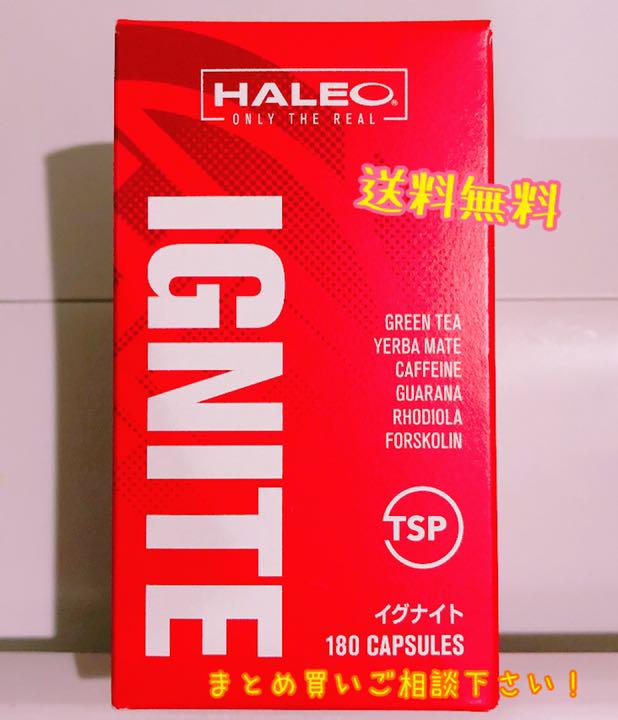 HALEO®
ONLY THE REAL
送料無料
IGNITE
GREEN TEA
YERBA MATE
CAFFEINE
GUARANA
RHODIOLA
FORSKOLIN
TSP
イグナイト
180 CAPSULES
まとめ買いご相談下さい！